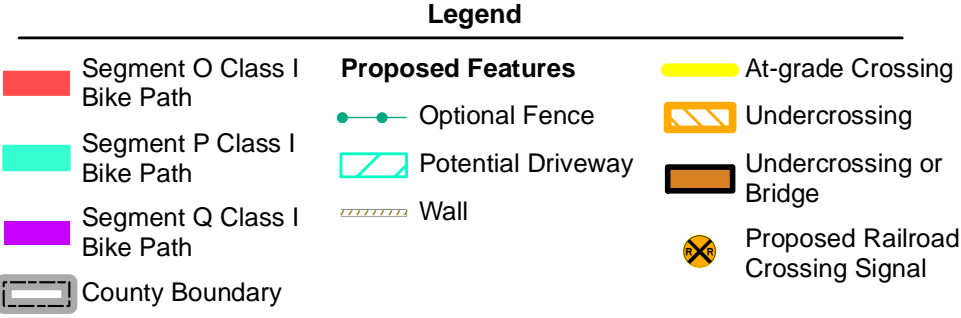 Legend
Segment O Class I
Bike Path
Segment P Class I
Bike Path
Segment Q Class I
Bike Path
County Boundary
Proposed Features
Optional Fence
Potential Driveway
Wall
At-grade Crossing
Undercrossing
Undercrossing or
Bridge
R R
Proposed Railroad
Crossing Signal